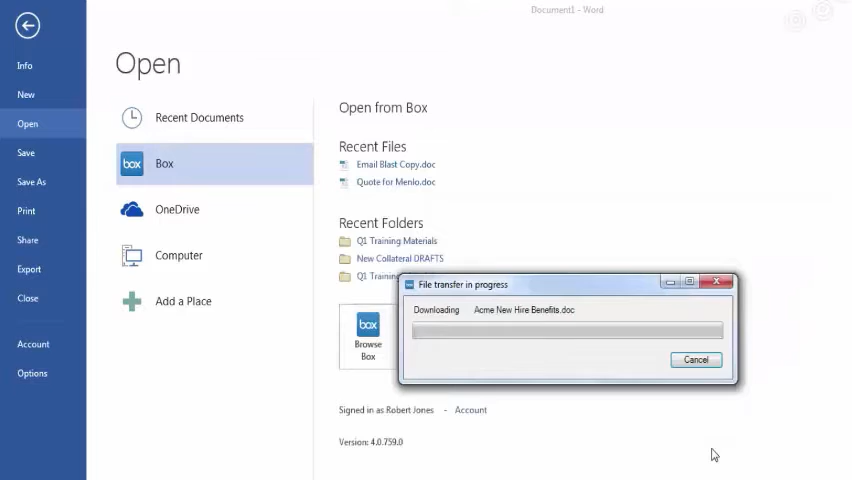 Document1 - Word
Info
New
Open
Save
Save As
Print
Share
Export
Close
Account
Options
Open
Recent Documents
box
Box
OneDrive
Computer
Add a Place
Open from Box
Recent Files
Email Blast Copy.doc
Quote for Menio.doc
Recent Folders
Q1 Training Materials
New Collateral DRAFTS
Q1 Training
box
Browse
Box
Signed in as Robert Jones - Account
Version: 4.0.759.0
box
File transfer in progress
Downloading Acme New Hire Benefits.doc
Cancel